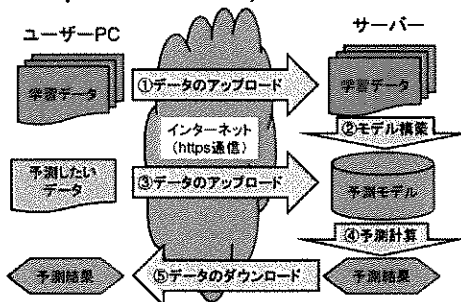 ユーザーPC
サーバー
学習データ
①データのアップロード
学習データ
インターネット
(https通信)
②モデル構築
予測したい
データ
③データのアップロード
予測モデル
④予測計算
予測結果
⑤データのダウンロード
予測結果